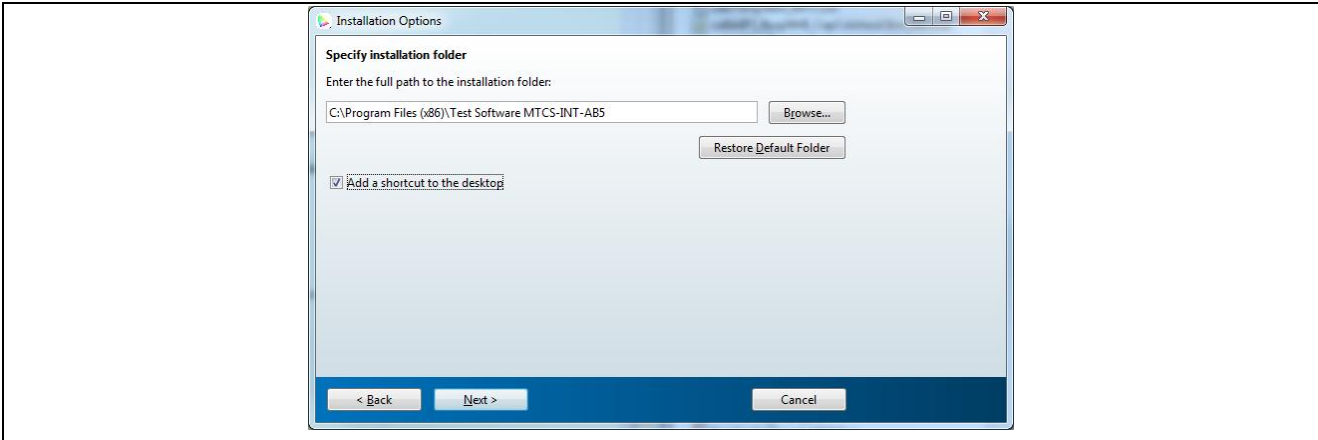 Installation Options
Specify installation folder
Enter the full path to the installation folder:
C:\Program Files (x86)\Test Software MTCS-INT-AB5
Browse...
Restore Default Folder
Add a shortcut to the desktop
< Back
Next >
Cancel